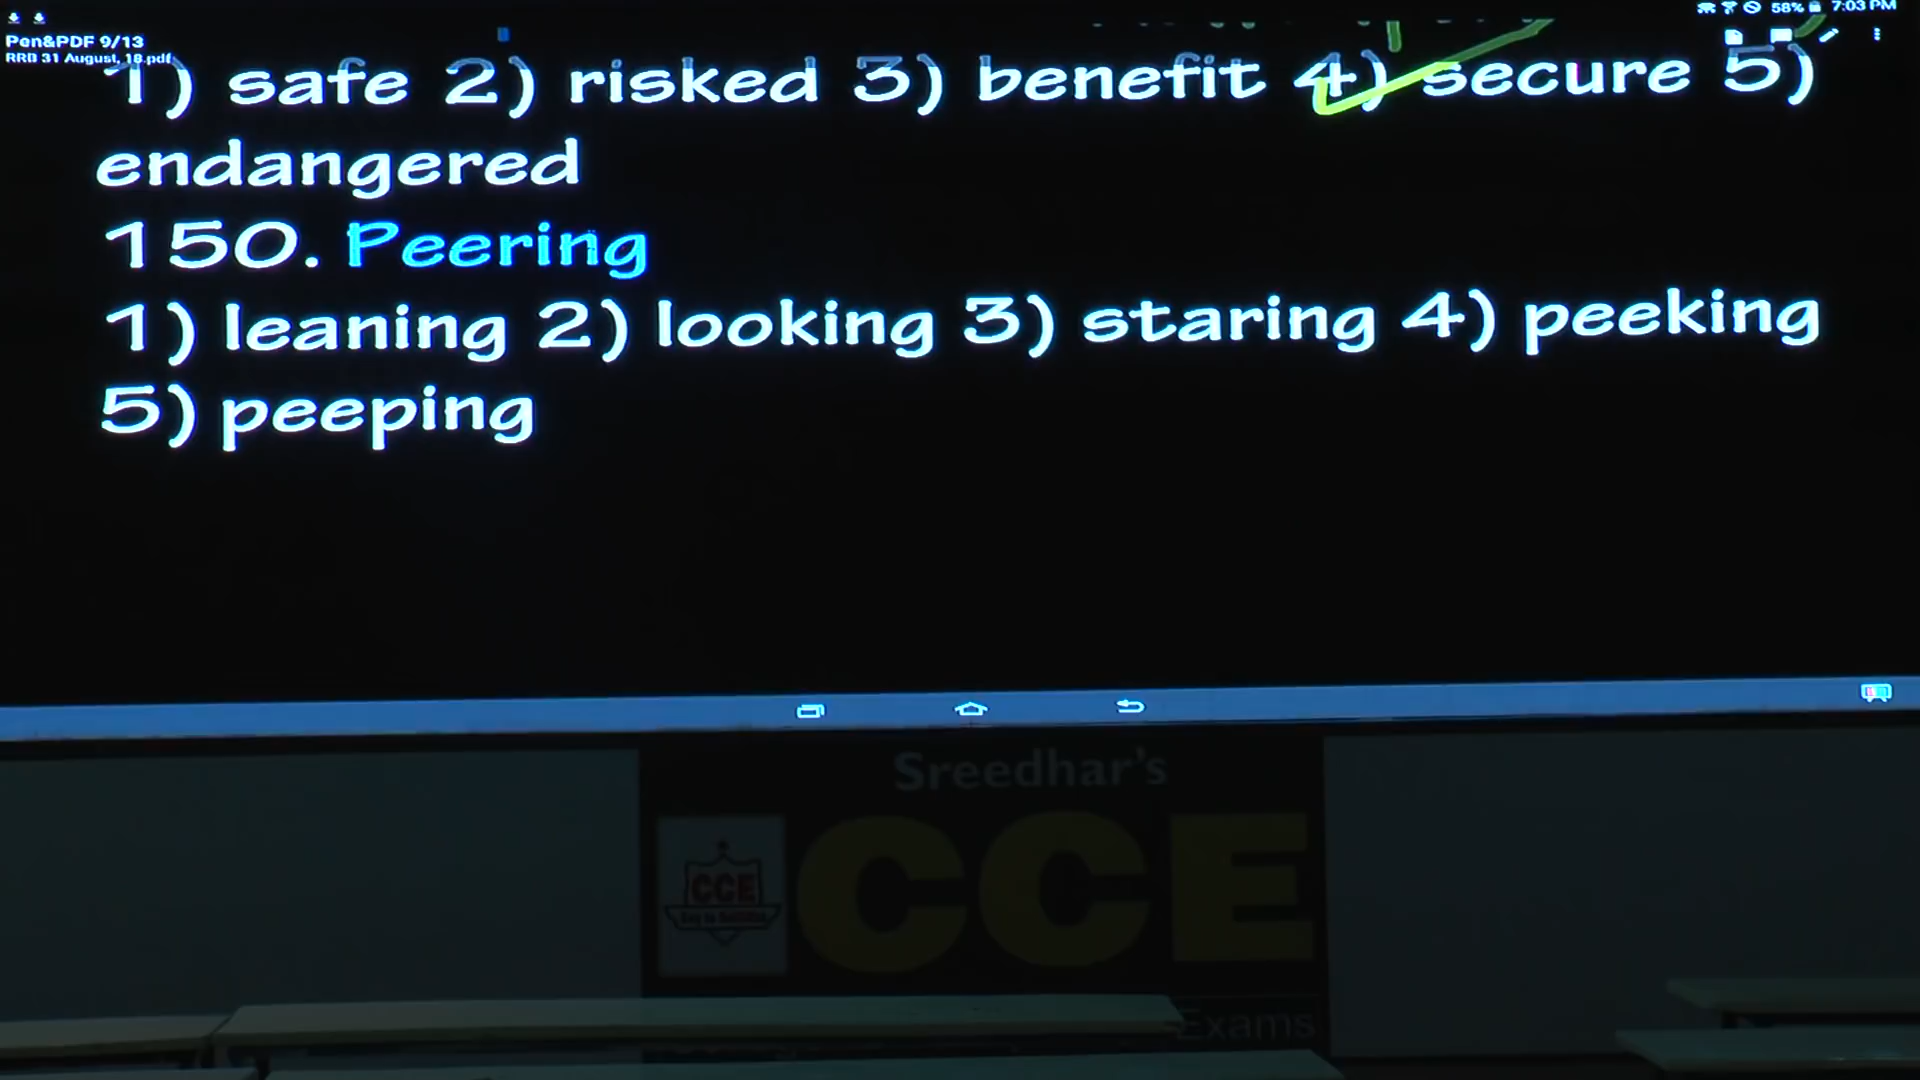 58% 7:03 PM
Pen&PDF 9/13
RRB 31 August, 18.pdf
1) safe 2) risked 3) benefit 4) secure 5)
endangered
150. Peering
1) leaning 2) looking 3) staring 4) peeking
5) peeping
Sreedhar's
CCE
CCE
Exams